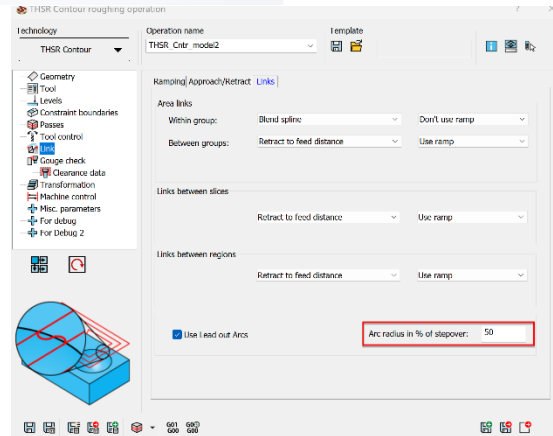 THSR Contour roughing operation
Technology
Operation name
Template
THSR Contour
THSR_Cntr_model2
Geometry
Tool
Levels
Constraint boundaries
Passes
Tool control
Link
Gouge check
Clearance data
Transformation
Machine control
Misc. parameters
For debug
For Debug 2
Ramping Approach/Retract Links
Area links
Within group: Blend spline Don't use ramp
Between groups: Retract to feed distance Use ramp
Links between slices
Retract to feed distance Use ramp
Links between regions
Retract to feed distance Use ramp
Use Lead out Arcs Arc radius in % of stepover: 50
G01
G00